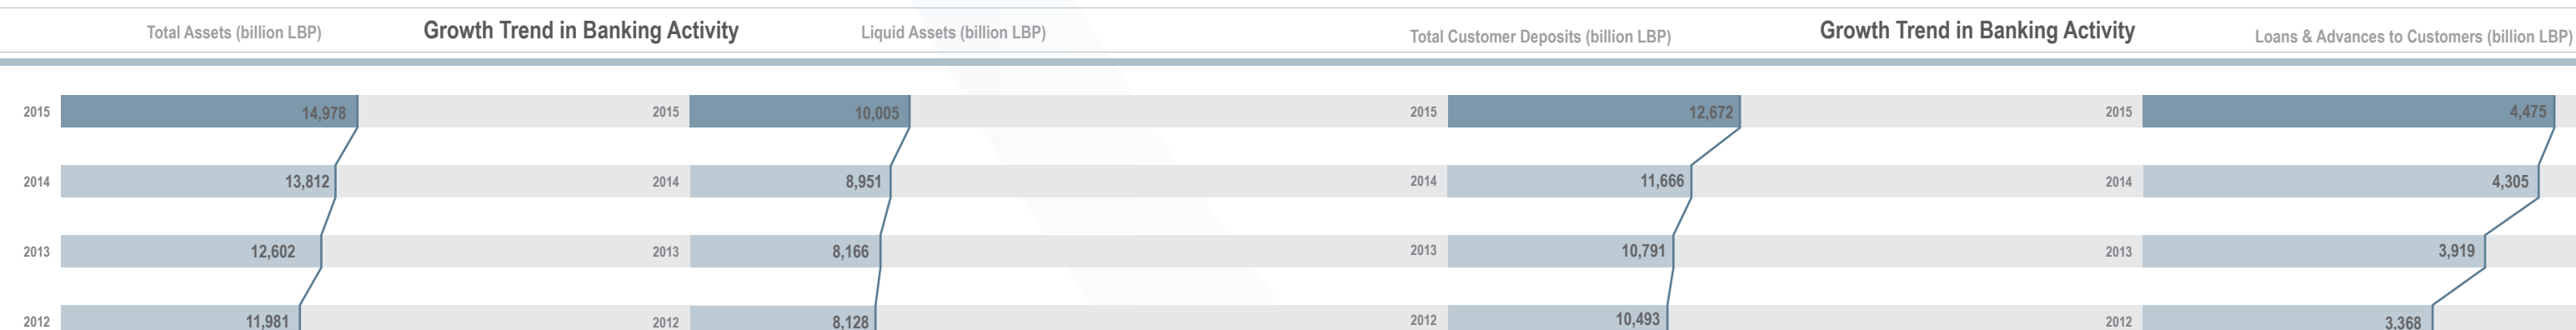 Total Assets (billion LBP) Growth Trend in Banking Activity Liquid Assets (billion LBP) Total Customer Deposits (billion LBP) Growth Trend in Banking Activity Loans & Advances to Customers (billion LBP)
2015 14,978 2015 10,005 2015 12,672 2015 4,475
2014 13,812 2014 8,951 2014 11,666 2014 4,305
2013 12,602 2013 8,166 2013 10,791 2013 3,919
2012 11,981 2012 8,128 2012 10,493 2012 3,368